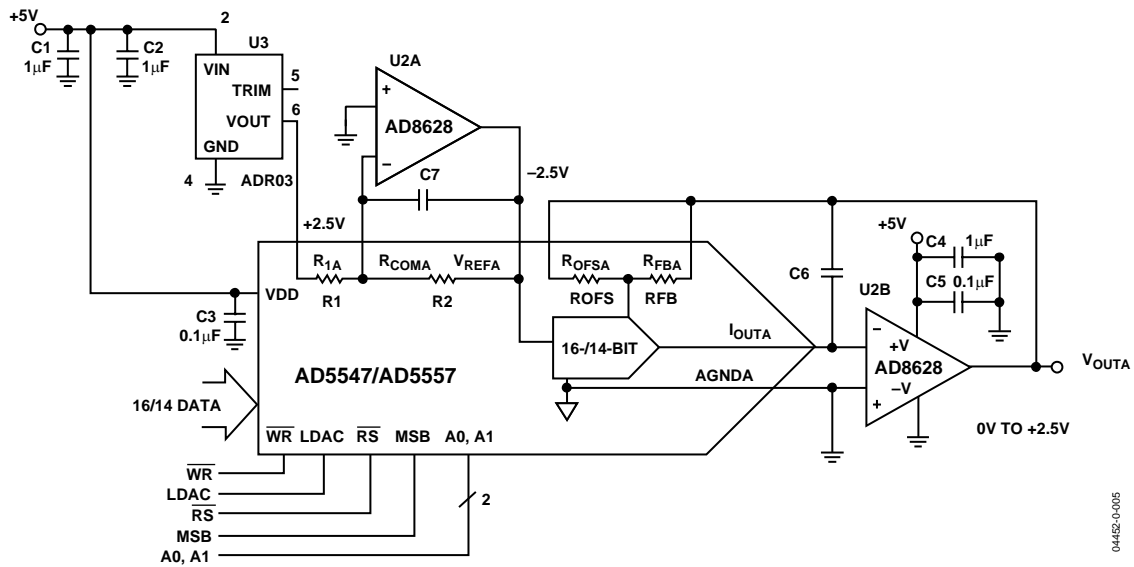 +5V
2
C1
1µF
C2
1µF
U3
VIN
TRIM
5
VOUT
6
GND
4
ADR03
U2A
+
AD8628
−
C7
–2.5V
+2.5V
R1A
RCOMA
VREFA
R1
R2
ROFSA
RFBA
ROFS
RFB
C6
+5V
C4
1µF
C5
0.1µF
U2B
VDD
C3
0.1µF
16-/14-BIT
IOUTA
−
+V
AD8628
–V
+
VOUTA
AD5547/AD5557
AGNDA
16/14 DATA
0V TO +2.5V
WR LDAC RS MSB A0, A1
WR
LDAC
RS
MSB
A0, A1
2
04452-0-005